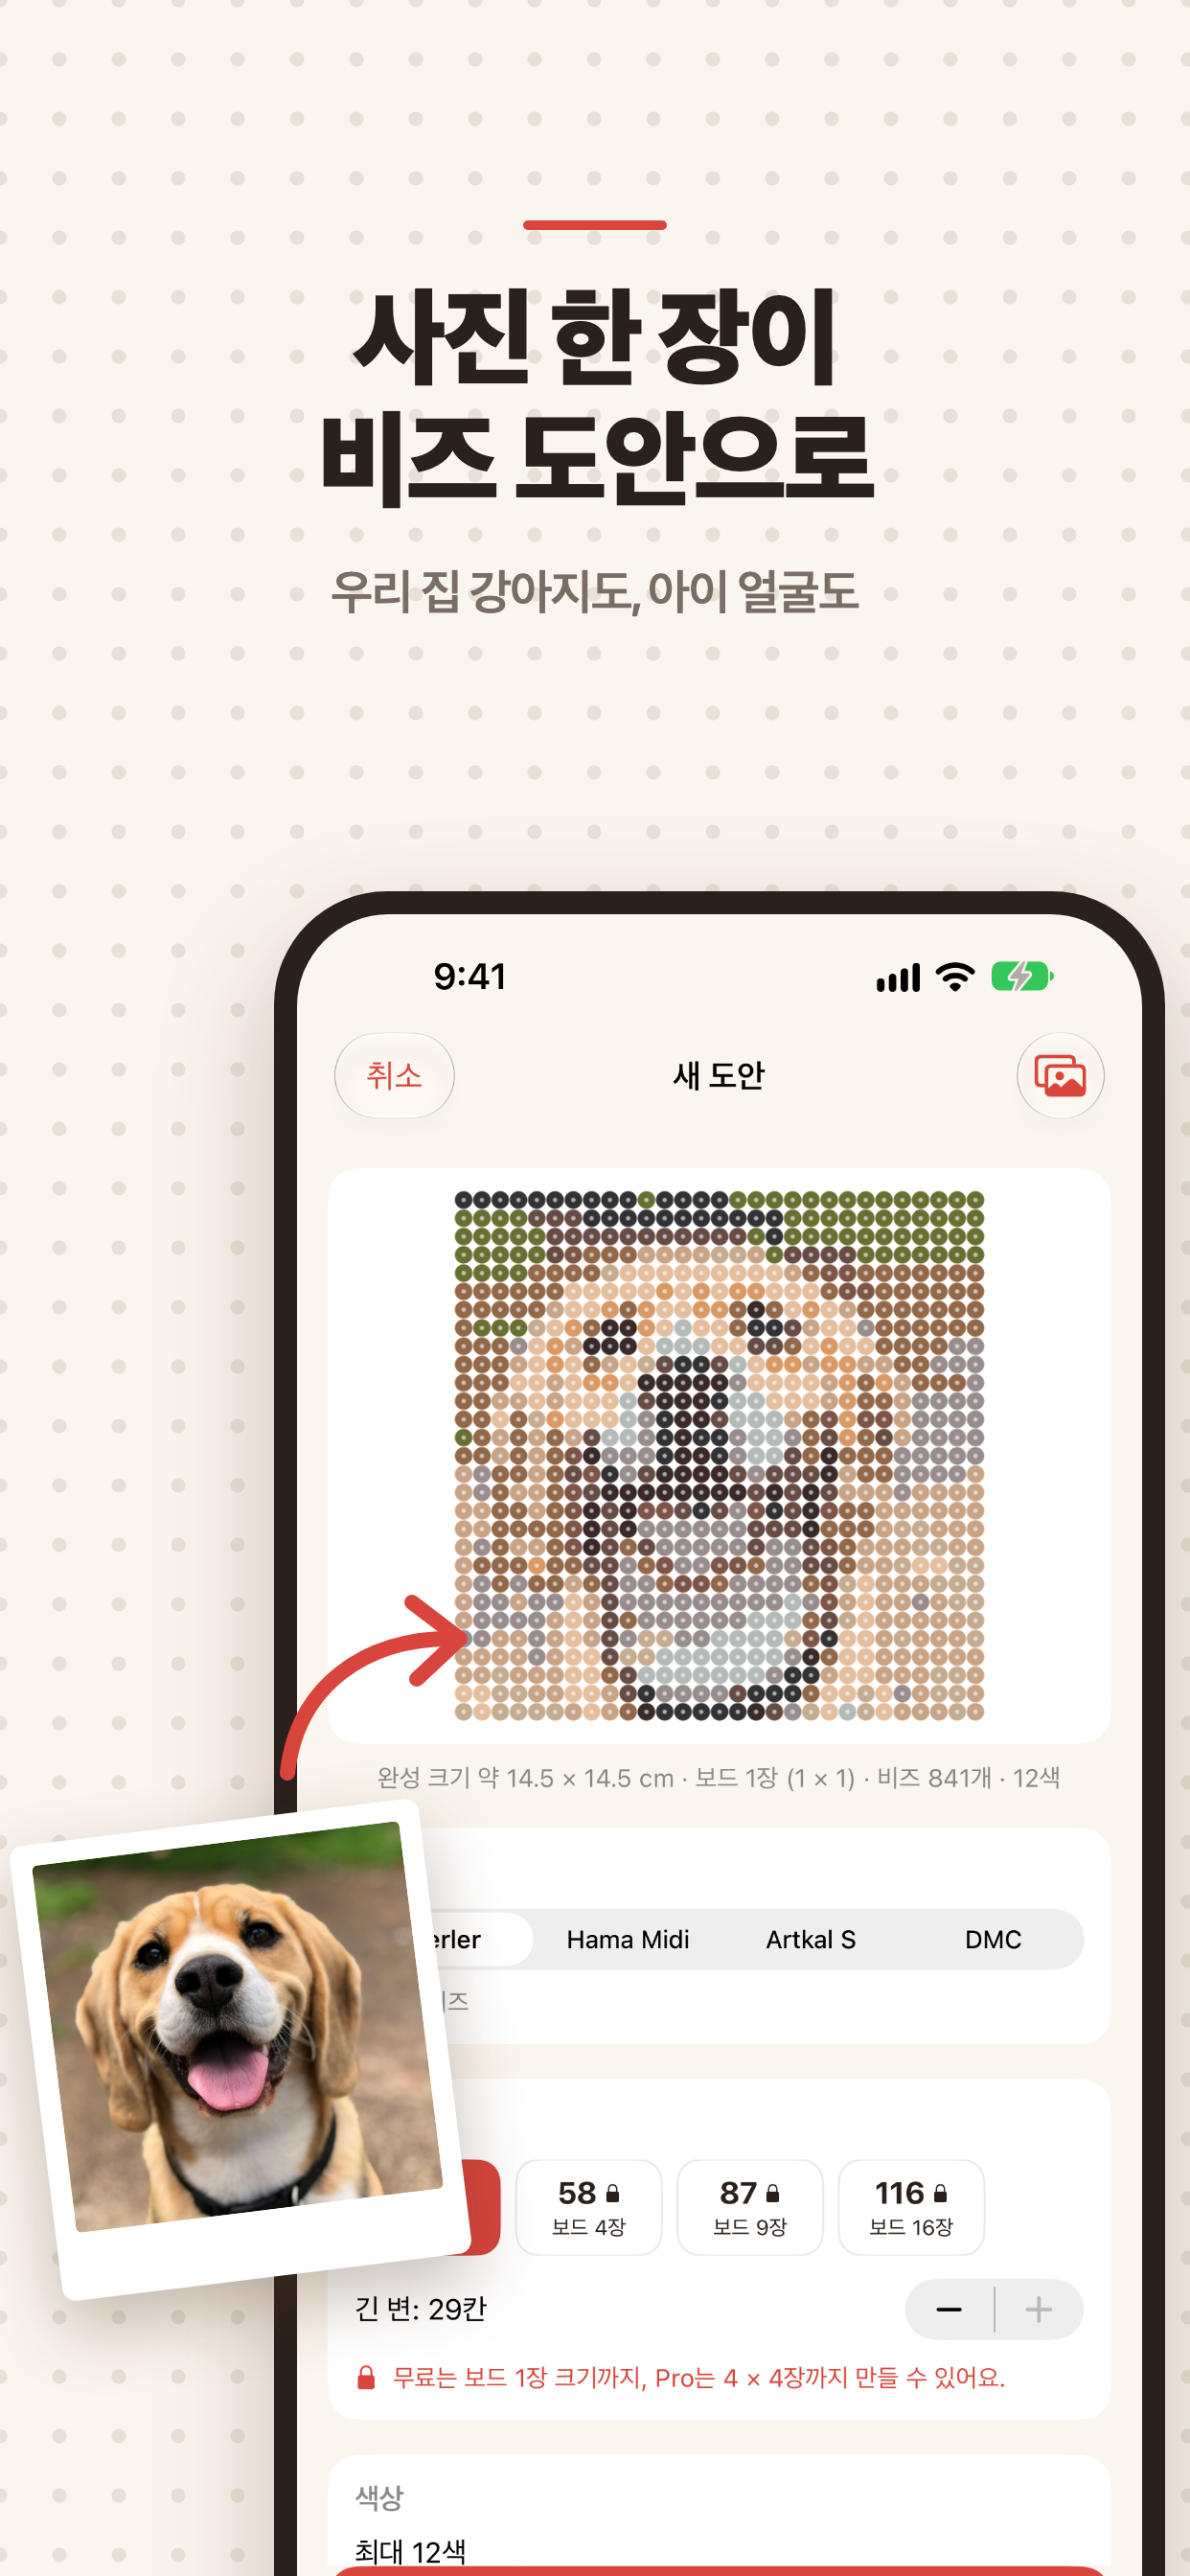 사진 한 장이
비즈 도안으로
우리 집 강아지도, 아이 얼굴도
9:41
취소
새 도안
완성 크기 약 14.5 × 14.5 cm · 보드 1장 (1 × 1) · 비즈 841개 · 12색
erler Hama Midi Artkal S DMC
비즈
58 87 116
보드 4장 보드 9장 보드 16장
긴 변: 29칸
무료는 보드 1장 크기까지, Pro는 4 × 4장까지 만들 수 있어요.
색상
최대 12색